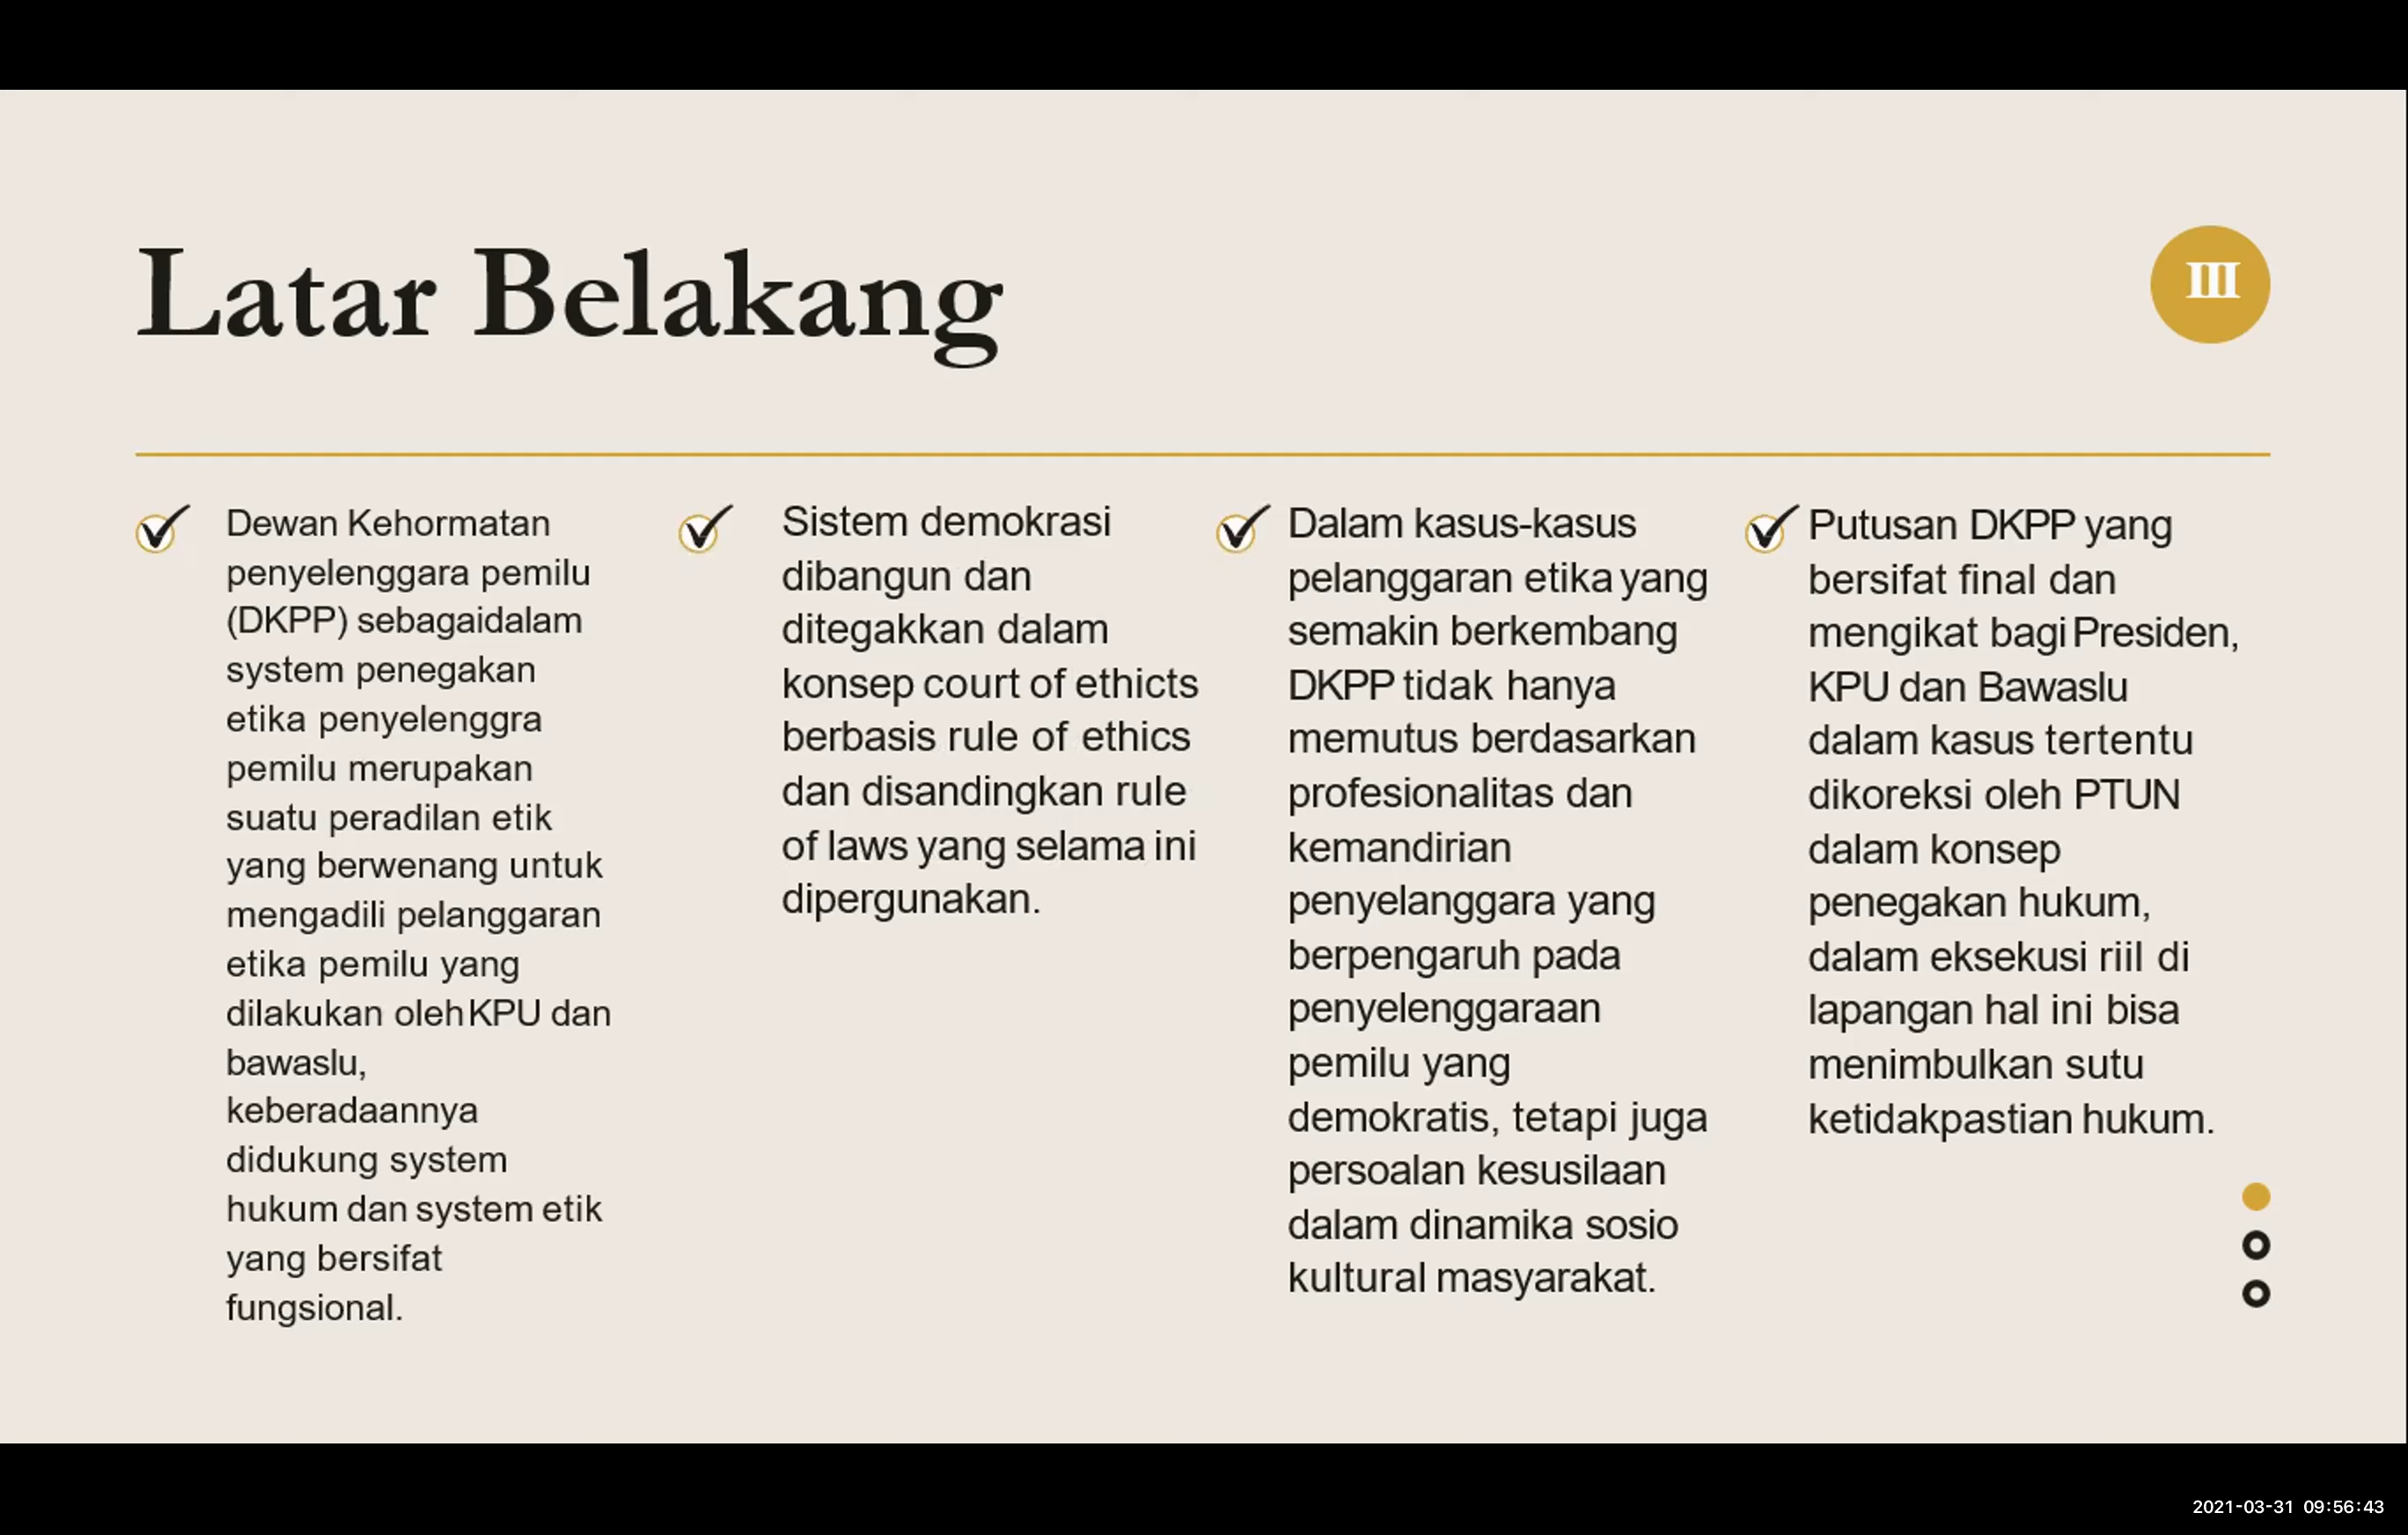 Latar Belakang
III
Dewan Kehormatan
penyelenggara pemilu
(DKPP) sebagaidalam
system penegakan
etika penyelenggra
pemilu merupakan
suatu peradilan etik
yang berwenang untuk
mengadili pelanggaran
etika pemilu yang
dilakukan oleh KPU dan
bawaslu,
keberadaannya
didukung system
hukum dan system etik
yang bersifat
fungsional.
Sistem demokrasi
dibangun dan
ditegakkan dalam
konsep court of ethicts
berbasis rule of ethics
dan disandingkan rule
of laws yang selama ini
dipergunakan.
Dalam kasus-kasus
pelanggaran etika yang
semakin berkembang
DKPP tidak hanya
memutus berdasarkan
profesionalitas dan
kemandirian
penyelanggara yang
berpengaruh pada
penyelenggaraan
pemilu yang
demokratis, tetapi juga
persoalan kesusilaan
dalam dinamika sosio
kultural masyarakat.
Putusan DKPP yang
bersifat final dan
mengikat bagi Presiden,
KPU dan Bawaslu
dalam kasus tertentu
dikoreksi oleh PTUN
dalam konsep
penegakan hukum,
dalam eksekusi riil di
lapangan hal ini bisa
menimbulkan sutu
ketidakpastian hukum.
2021-03-31 09:56:43